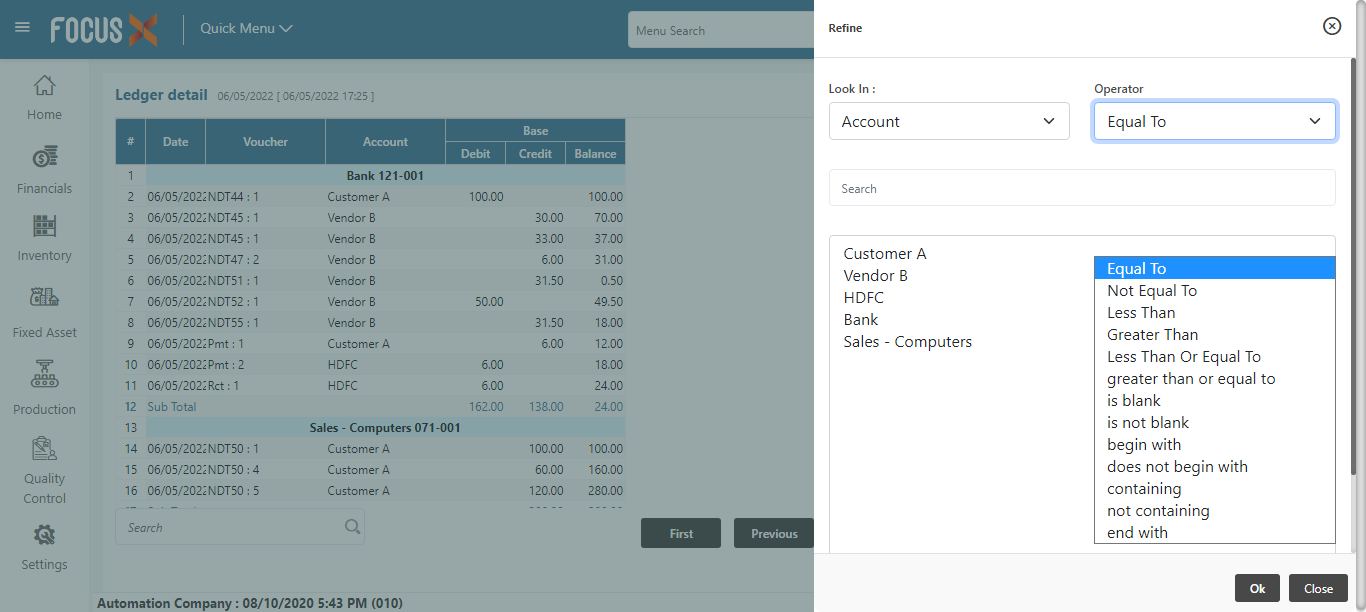 FOCUS X
Quick Menu
Menu Search
Home
Financials
Inventory
Fixed Asset
Production
Quality
Control
Settings
Ledger detail 06/05/2022 [ 06/05/2022 17:25 ]
# Date Voucher Account Base
Debit Credit Balance
1 Bank 121-001
2 06/05/2022 NDT44 : 1 Customer A 100.00 100.00
3 06/05/2022 NDT45 : 1 Vendor B 30.00 70.00
4 06/05/2022 NDT45 : 1 Vendor B 33.00 37.00
5 06/05/2022 NDT47 : 2 Vendor B 6.00 31.00
6 06/05/2022 NDT51 : 1 Vendor B 31.50 0.50
7 06/05/2022 NDT52 : 1 Vendor B 50.00 49.50
8 06/05/2022 NDT55 : 1 Vendor B 31.50 18.00
9 06/05/2022 Pmt : 1 Customer A 6.00 12.00
10 06/05/2022 Pmt : 2 HDFC 6.00 18.00
11 06/05/2022 Rct : 1 HDFC 6.00 24.00
12 Sub Total 162.00 138.00 24.00
13 Sales - Computers 071-001
14 06/05/2022 NDT50 : 1 Customer A 100.00 100.00
15 06/05/2022 NDT50 : 4 Customer A 60.00 160.00
16 06/05/2022 NDT50 : 5 Customer A 120.00 280.00
Search
First Previous
Automation Company : 08/10/2020 5:43 PM (010)
Refine
Look In : Operator
Account Equal To
Search
Customer A
Vendor B
HDFC
Bank
Sales - Computers
Equal To
Not Equal To
Less Than
Greater Than
Less Than Or Equal To
greater than or equal to
is blank
is not blank
begin with
does not begin with
containing
not containing
end with
Ok Close